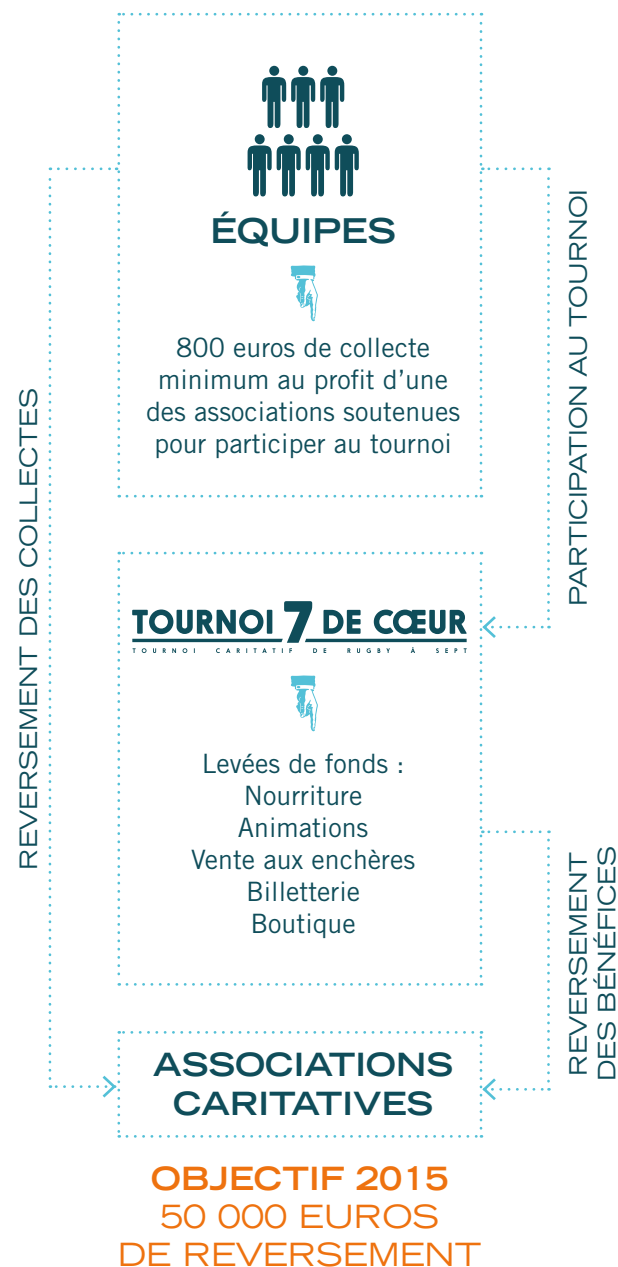 ÉQUIPES
800 euros de collecte
minimum au profit d’une
des associations soutenues
pour participer au tournoi
PARTICIPATION AU TOURNOI
REVERSEMENT DES COLLECTES
TOURNOI 7 DE CŒUR
TOURNOI CARITATIF DE RUGBY À SEPT
Levées de fonds :
Nourriture
Animations
Vente aux enchères
Billetterie
Boutique
REVERSEMENT
DES BÉNÉFICES
ASSOCIATIONS
CARITATIVES
OBJECTIF 2015
50 000 EUROS
DE REVERSEMENT